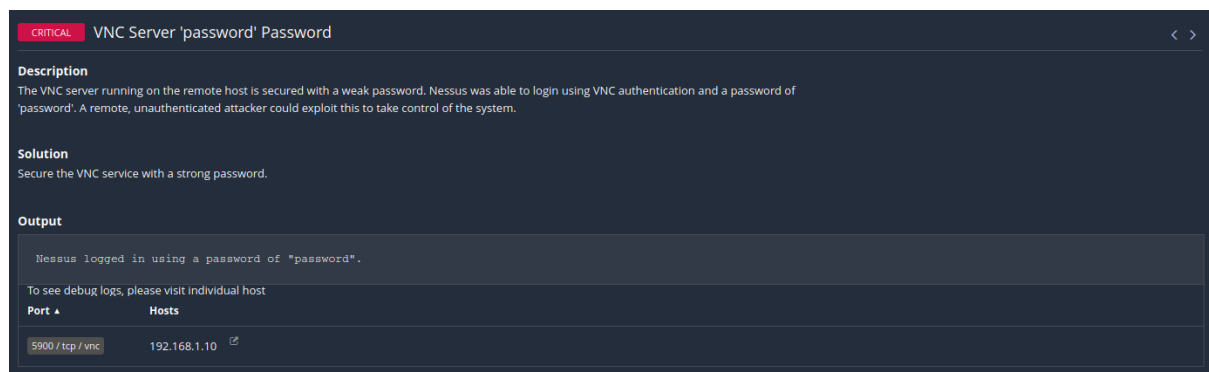 CRITICAL VNC Server 'password' Password
Description
The VNC server running on the remote host is secured with a weak password. Nessus was able to login using VNC authentication and a password of
'password'. A remote, unauthenticated attacker could exploit this to take control of the system.
Solution
Secure the VNC service with a strong password.
Output
Nessus logged in using a password of "password".
To see debug logs, please visit individual host
Port ▲ Hosts
5900 / tcp / vnc 192.168.1.10